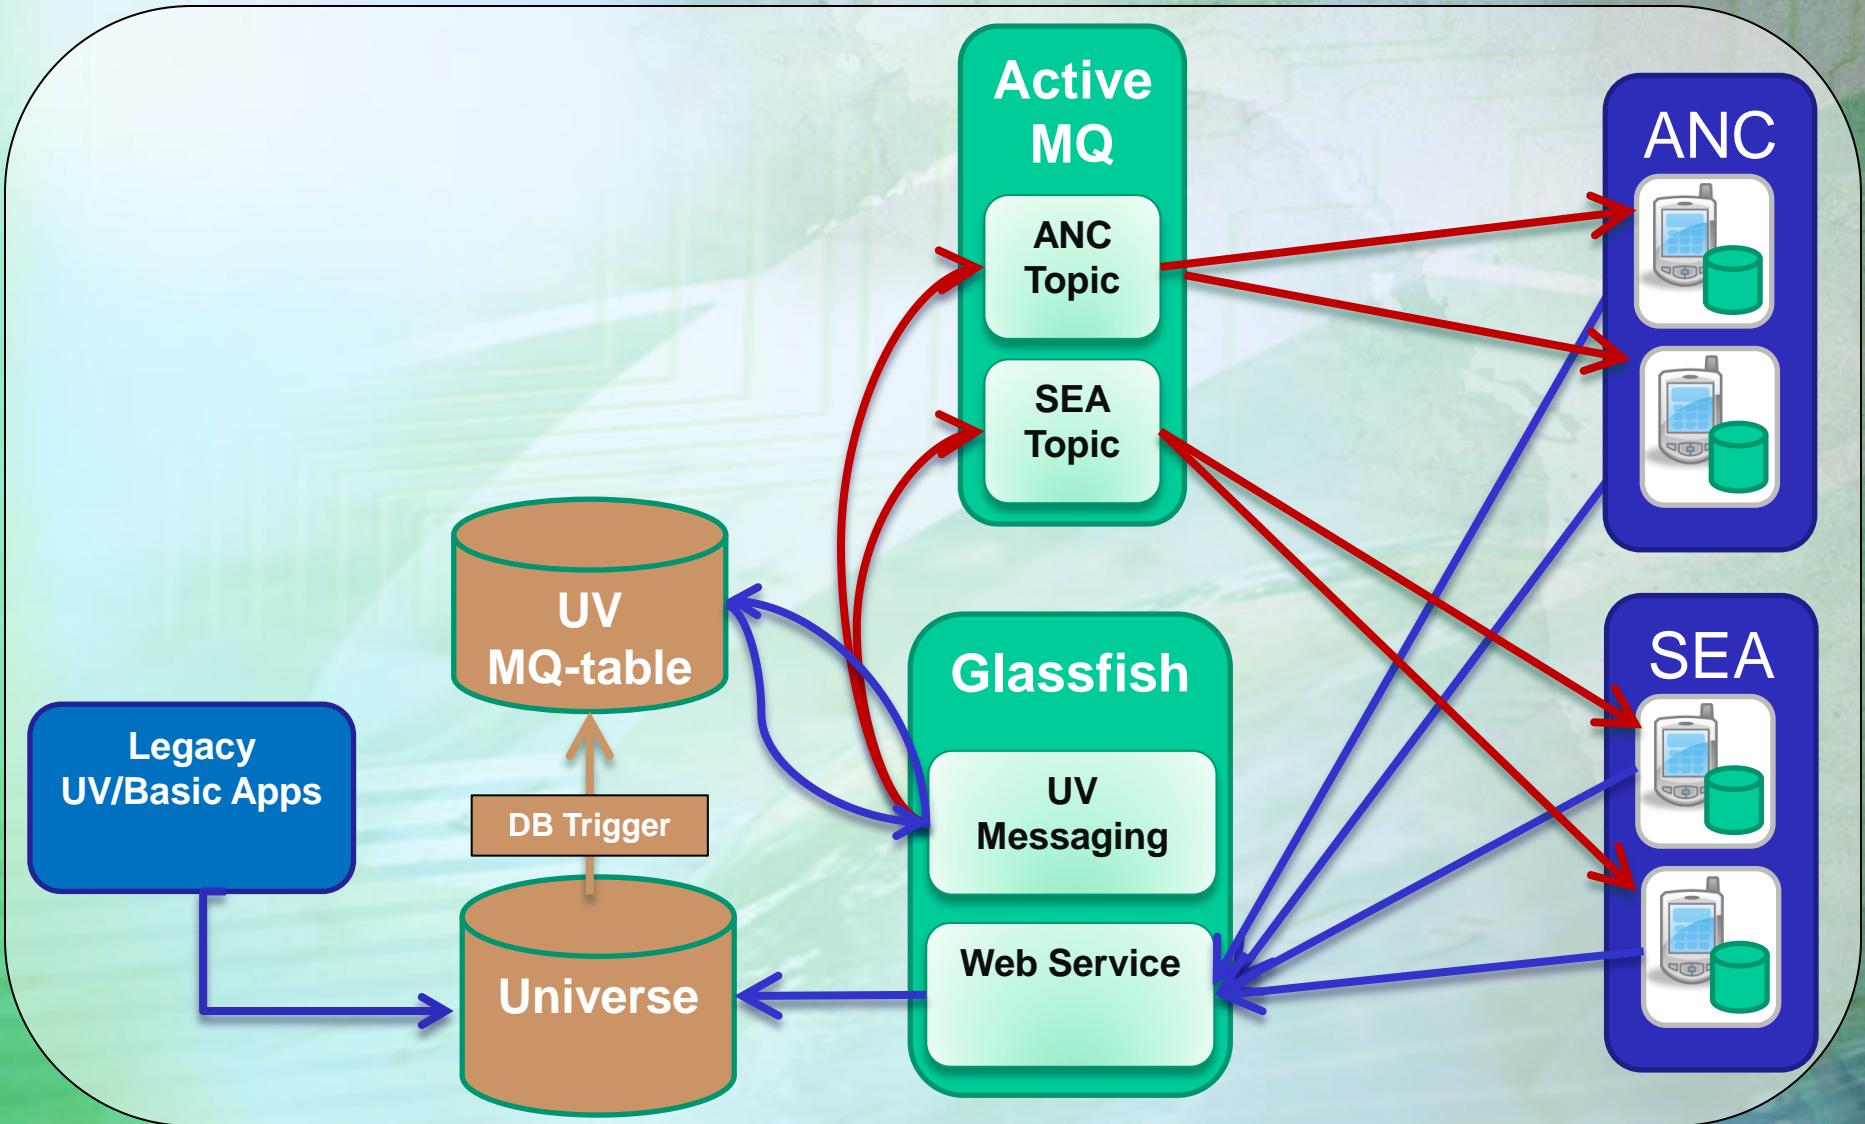 Active
MQ
ANC
Topic
SEA
Topic
ANC
UV
MQ-table
Legacy
UV/Basic Apps
DB Trigger
Universe
Glassfish
UV
Messaging
Web Service
SEA